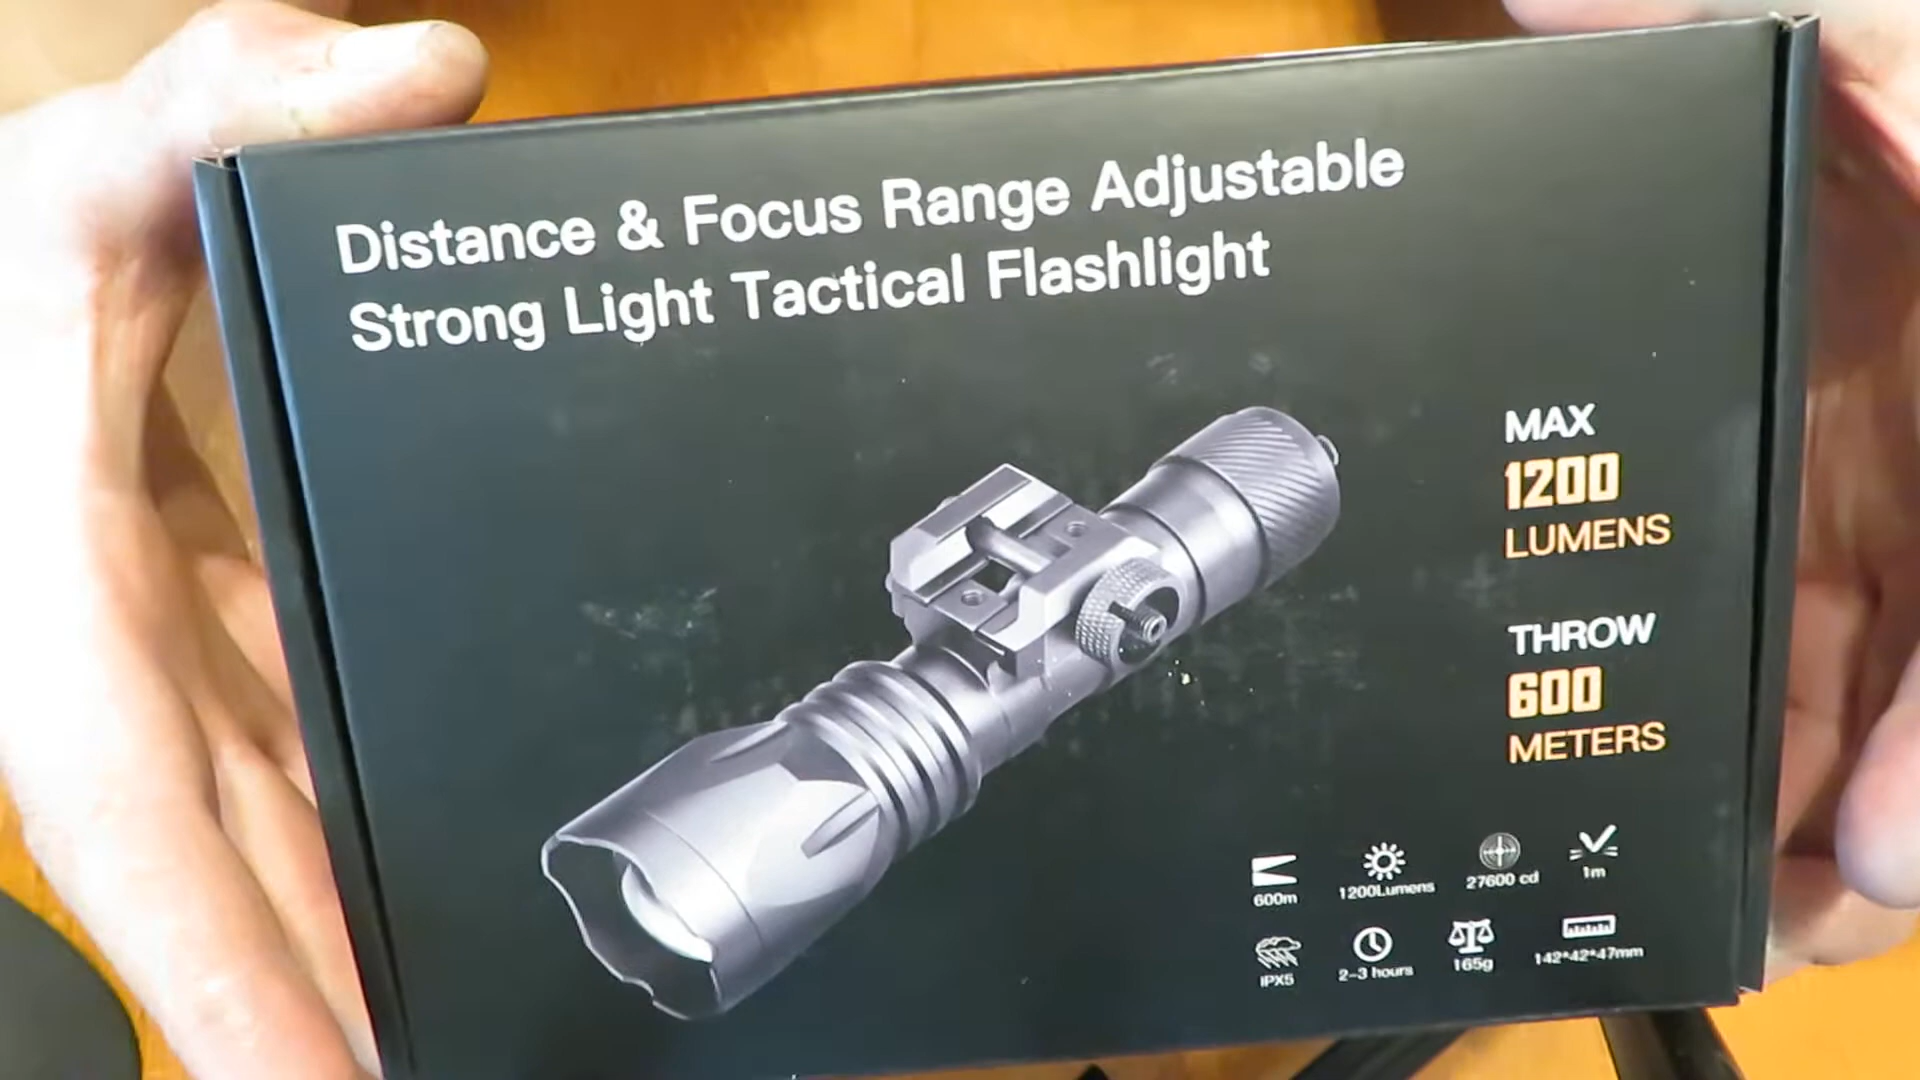 Distance & Focus Range Adjustable
Strong Light Tactical Flashlight
MAX
1200
LUMENS
THROW
600
METERS
600m
1200Lumens
27600 cd
1m
IPX5
2-3 hours
165g
142*42*47mm